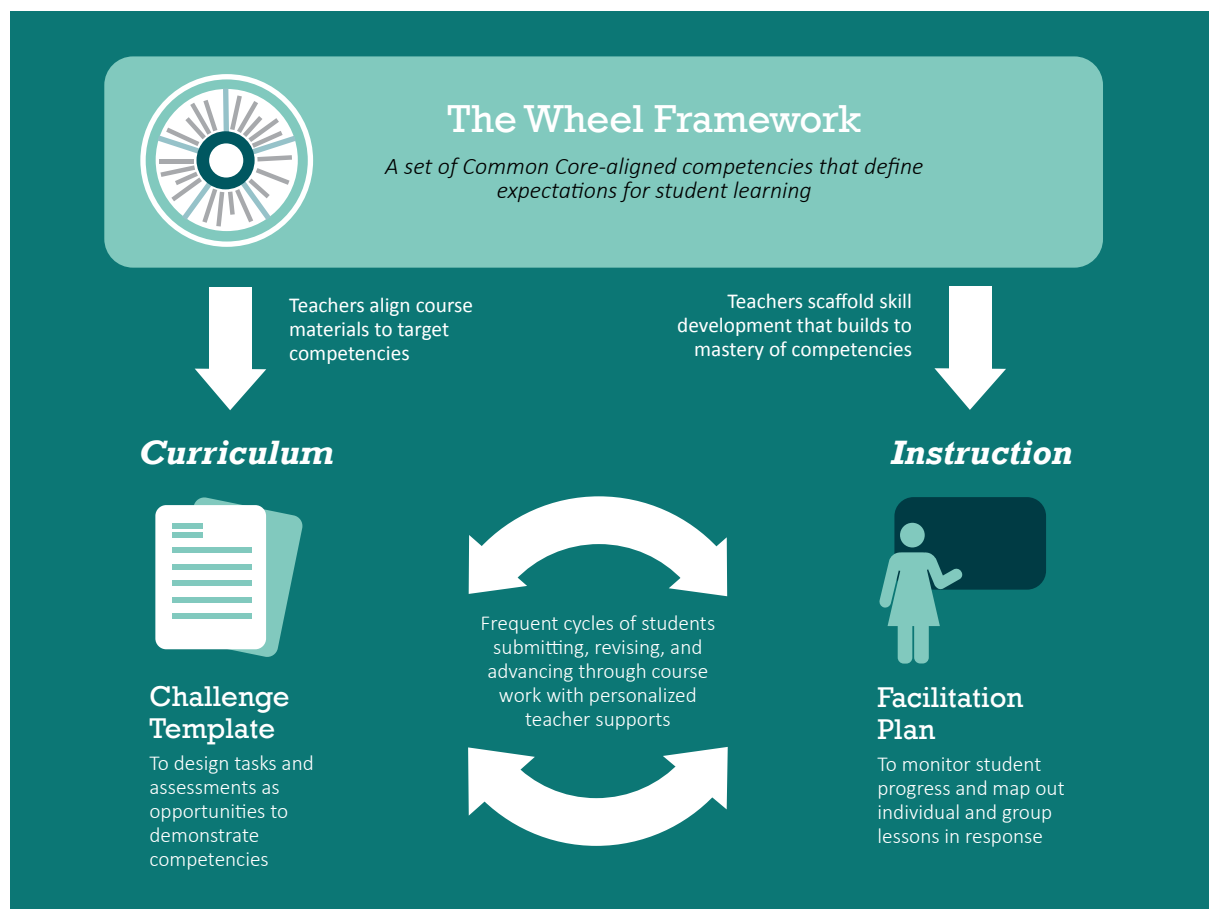 The Wheel Framework
A set of Common Core-aligned competencies that define
expectations for student learning
Teachers align course
materials to target
competencies
Teachers scaffold skill
development that builds to
mastery of competencies
Curriculum
Instruction
Frequent cycles of students
submitting, revising, and
advancing through course
work with personalized
teacher supports
Challenge
Template
To design tasks and
assessments as
opportunities to
demonstrate
competencies
Facilitation
Plan
To monitor student
progress and map out
individual and group
lessons in response